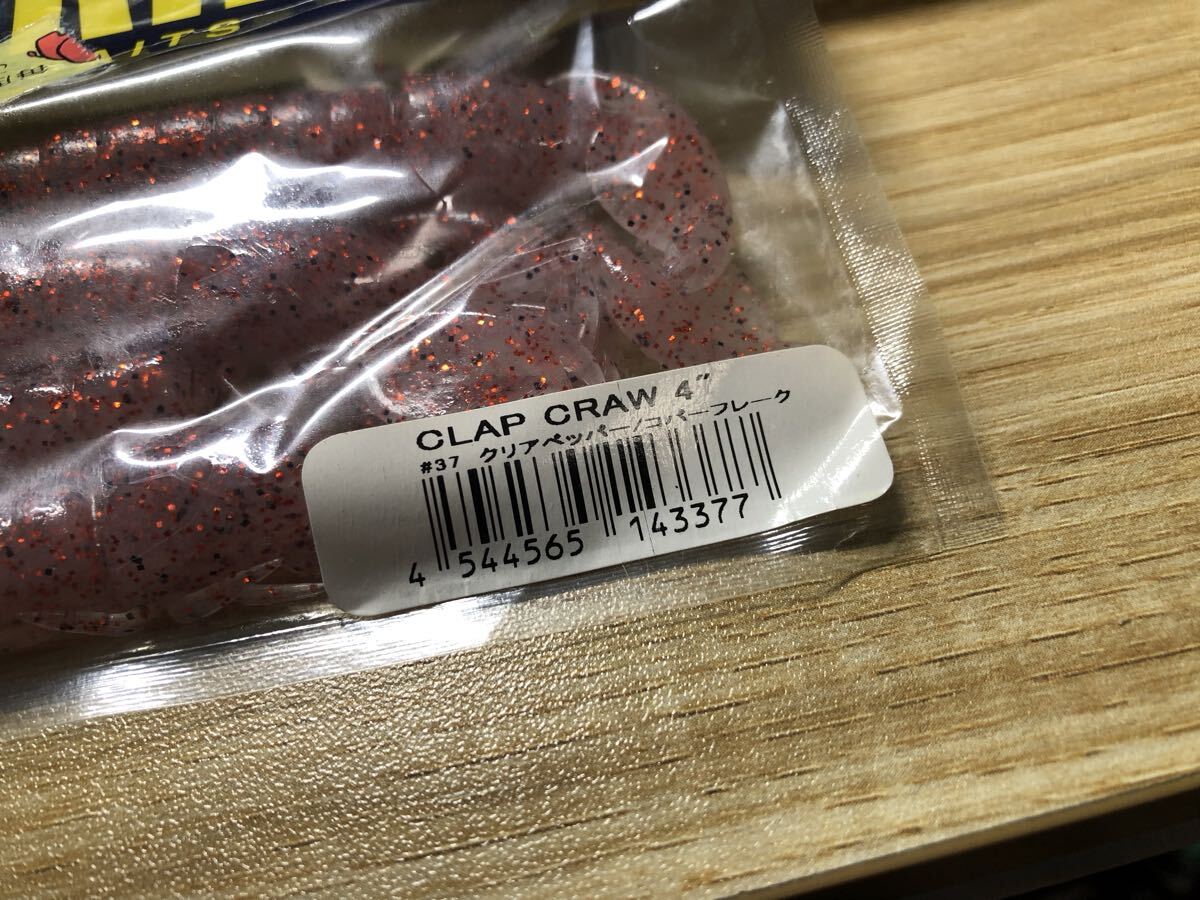 AITS
CLAP CRAW 4"
#37 クリアペッパー/コパーフレーク
4 544565 143377